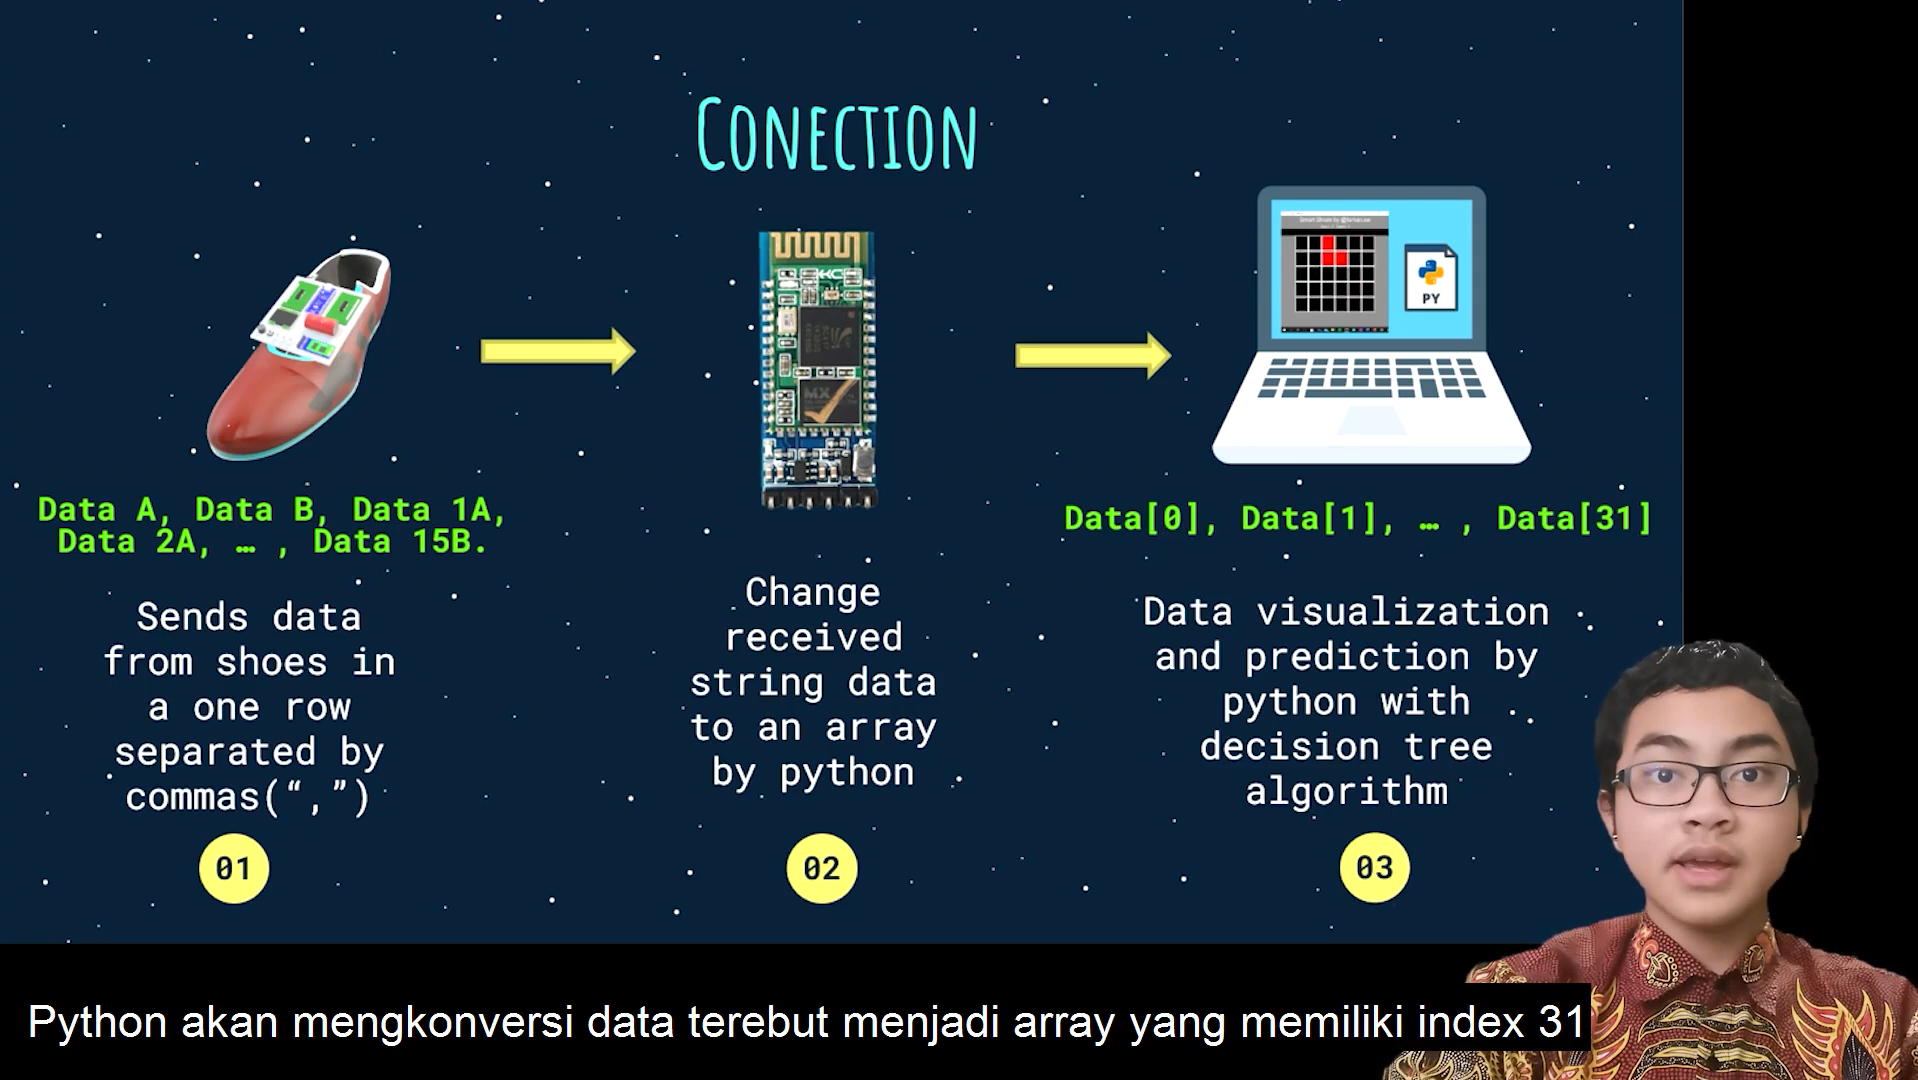 CONECTION
Data A, Data B, Data 1A,
Data 2A, … , Data 15B.
Sends data
from shoes in
a one row
separated by
commas(“,”)
01
Change
received
string data
to an array
by python
02
PY
Data[0], Data[1], … , Data[31]
Data visualization
and prediction by
python with
decision tree
algorithm
03
Python akan mengkonversi data terebut menjadi array yang memiliki index 31